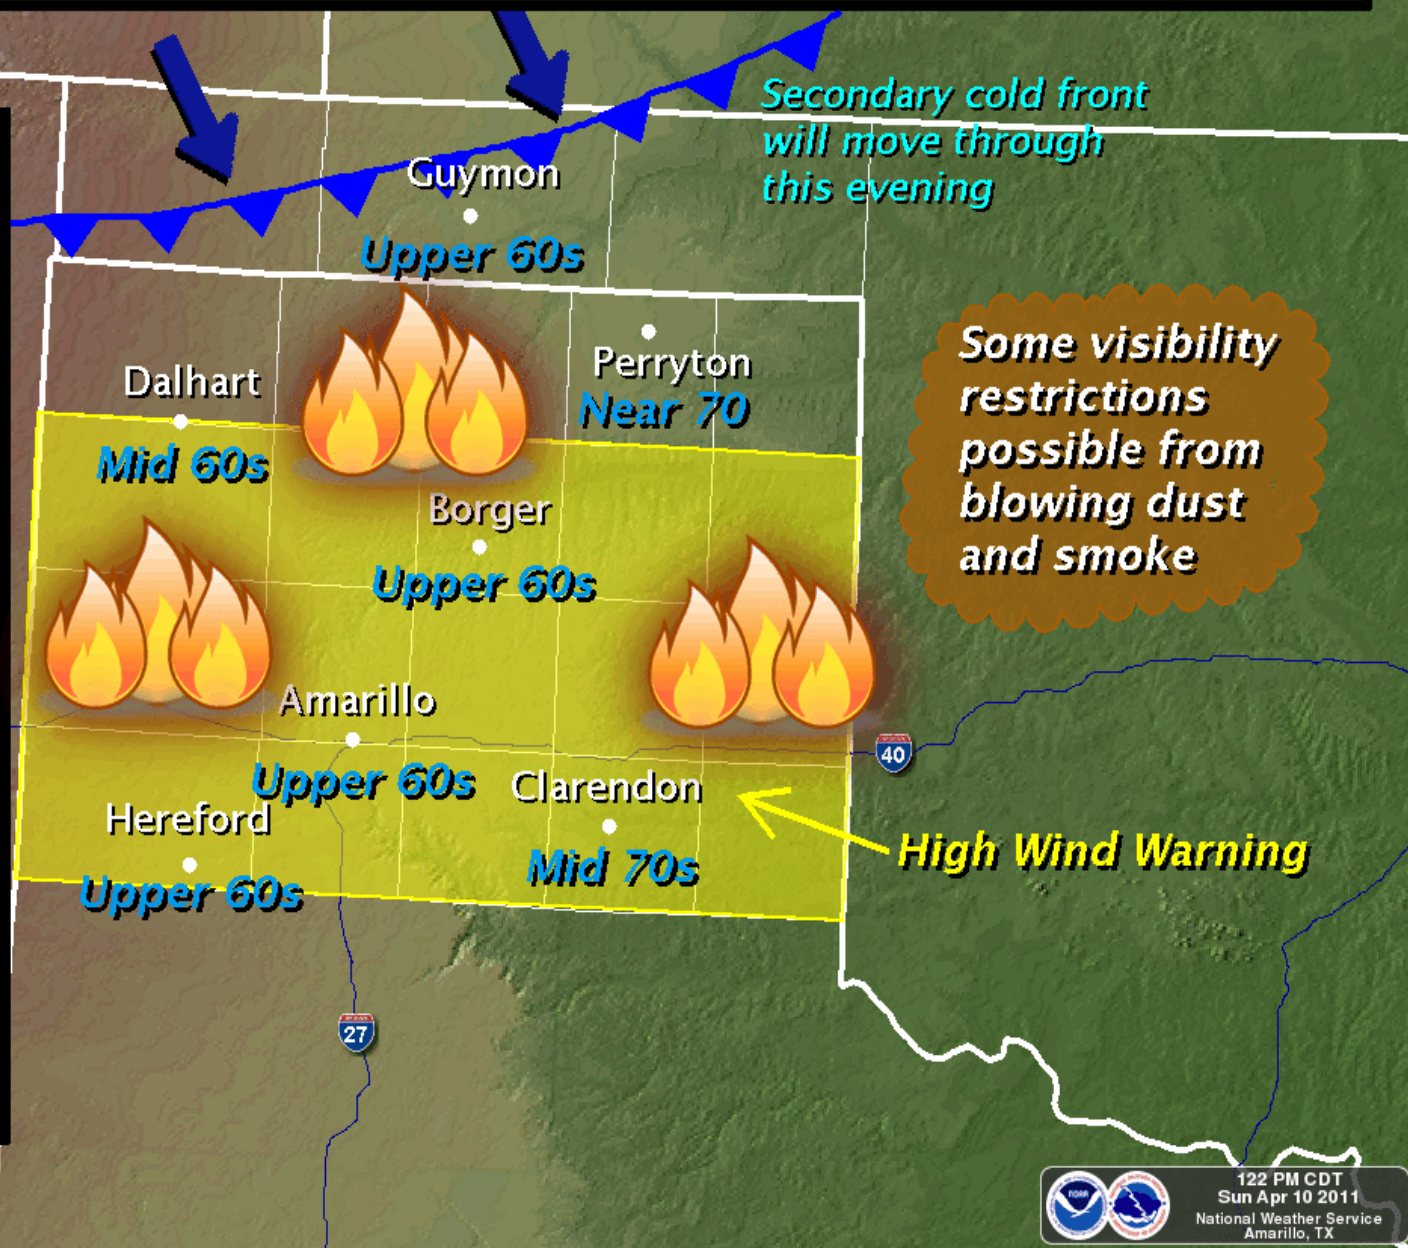 Secondary cold front
will move through
this evening
Guymon
Upper 60s
Some visibility
restrictions
possible from
blowing dust
and smoke
Perryton
Near 70
Dalhart
Mid 60s
Borger
Upper 60s
Amarillo
Upper 60s
40
Clarendon
Mid 70s
Hereford
Upper 60s
High Wind Warning
27
NOAA
122 PM CDT
Sun Apr 10 2011
National Weather Service
Amarillo, TX